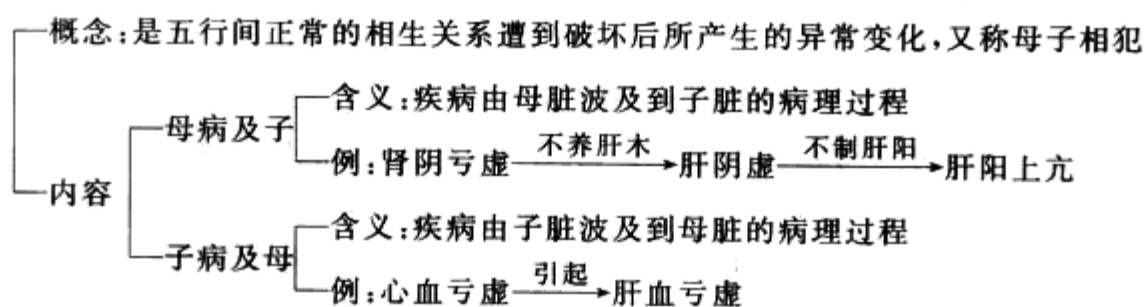 概念:是五行间正常的相生关系遭到破坏后所产生的异常变化,又称母子相犯
含义:疾病由母脏波及到子脏的病理过程
母病及子
例:肾阴亏虚 不养肝木 肝阴虚 不制肝阳 肝阳上亢
内容
含义:疾病由子脏波及到母脏的病理过程
子病及母
例:心血亏虚 引起 肝血亏虚